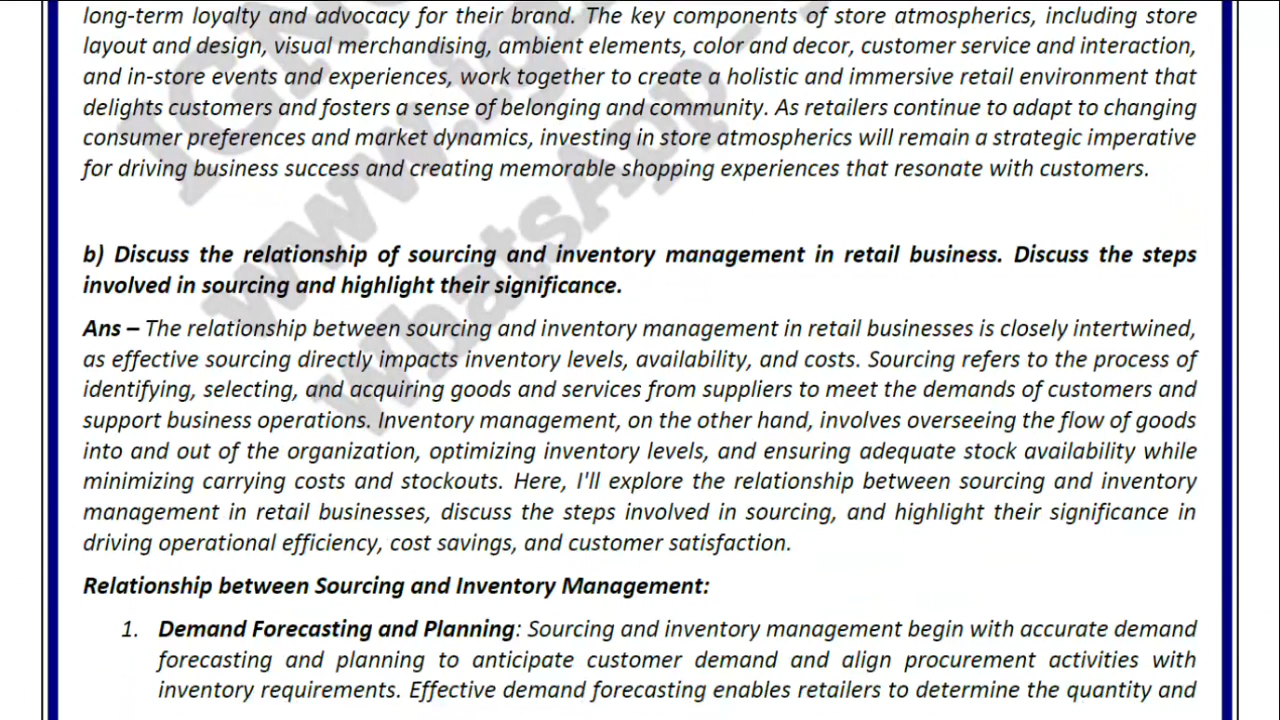 long-term loyalty and advocacy for their brand. The key components of store atmospherics, including store
layout and design, visual merchandising, ambient elements, color and decor, customer service and interaction,
and in-store events and experiences, work together to create a holistic and immersive retail environment that
delights customers and fosters a sense of belonging and community. As retailers continue to adapt to changing
consumer preferences and market dynamics, investing in store atmospherics will remain a strategic imperative
for driving business success and creating memorable shopping experiences that resonate with customers.
b) Discuss the relationship of sourcing and inventory management in retail business. Discuss the steps
involved in sourcing and highlight their significance.
Ans – The relationship between sourcing and inventory management in retail businesses is closely intertwined,
as effective sourcing directly impacts inventory levels, availability, and costs. Sourcing refers to the process of
identifying, selecting, and acquiring goods and services from suppliers to meet the demands of customers and
support business operations. Inventory management, on the other hand, involves overseeing the flow of goods
into and out of the organization, optimizing inventory levels, and ensuring adequate stock availability while
minimizing carrying costs and stockouts. Here, I'll explore the relationship between sourcing and inventory
management in retail businesses, discuss the steps involved in sourcing, and highlight their significance in
driving operational efficiency, cost savings, and customer satisfaction.
Relationship between Sourcing and Inventory Management:
1. Demand Forecasting and Planning: Sourcing and inventory management begin with accurate demand
forecasting and planning to anticipate customer demand and align procurement activities with
inventory requirements. Effective demand forecasting enables retailers to determine the quantity and
WhatsApp